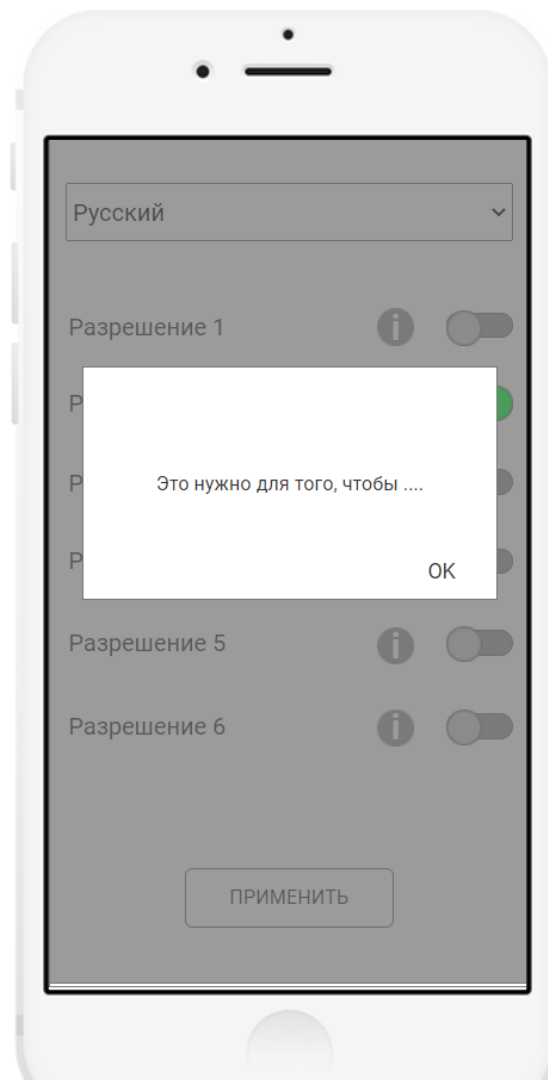 Русский
Разрешение 1
Р
Р
Это нужно для того, чтобы ....
Р
OK
Разрешение 5
Разрешение 6
ПРИМЕНИТЬ